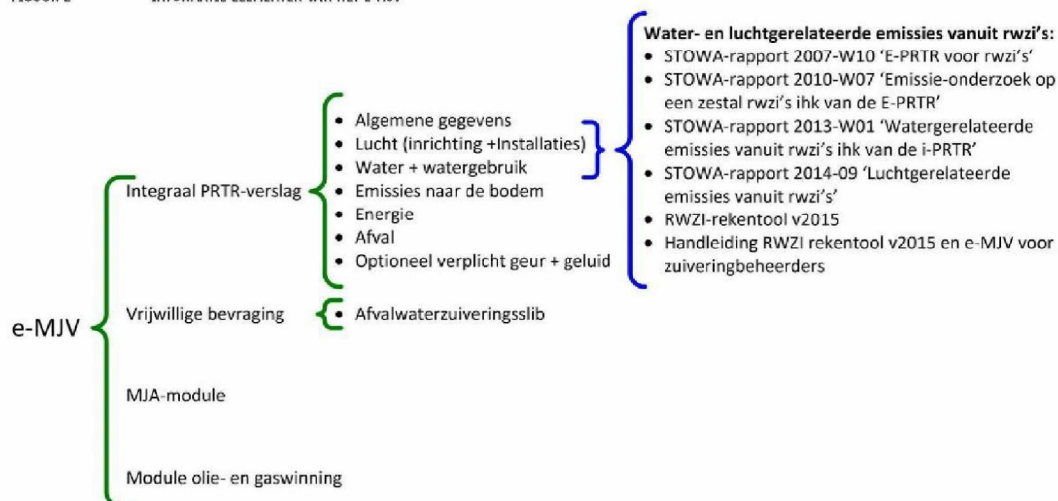 Water- en luchtgerelateerde emissies vanuit rwzi's:
• STOWA-rapport 2007-W10 'E-PRTR voor rwzi's'
• STOWA-rapport 2010-W07 'Emissie-onderzoek op
een zestal rwzi's ihk van de E-PRTR'
• STOWA-rapport 2013-W01 'Watergerelateerde
emissies vanuit rwzi's ihk van de i-PRTR'
• STOWA-rapport 2014-09 'Luchtgerelateerde
emissies vanuit rwzi's'
• RWZI-rekentool v2015
• Handleiding RWZI rekentool v2015 en e-MJV voor
zuiveringbeheerders
• Algemene gegevens
• Lucht (inrichting +Installaties)
• Water + watergebruik
• Emissies naar de bodem
• Energie
• Afval
• Optioneel verplicht geur + geluid
Integraal PRTR-verslag
e-MJV
Vrijwillige bevraging
• Afvalwaterzuiveringsslib
MJA-module
Module olie- en gaswinning